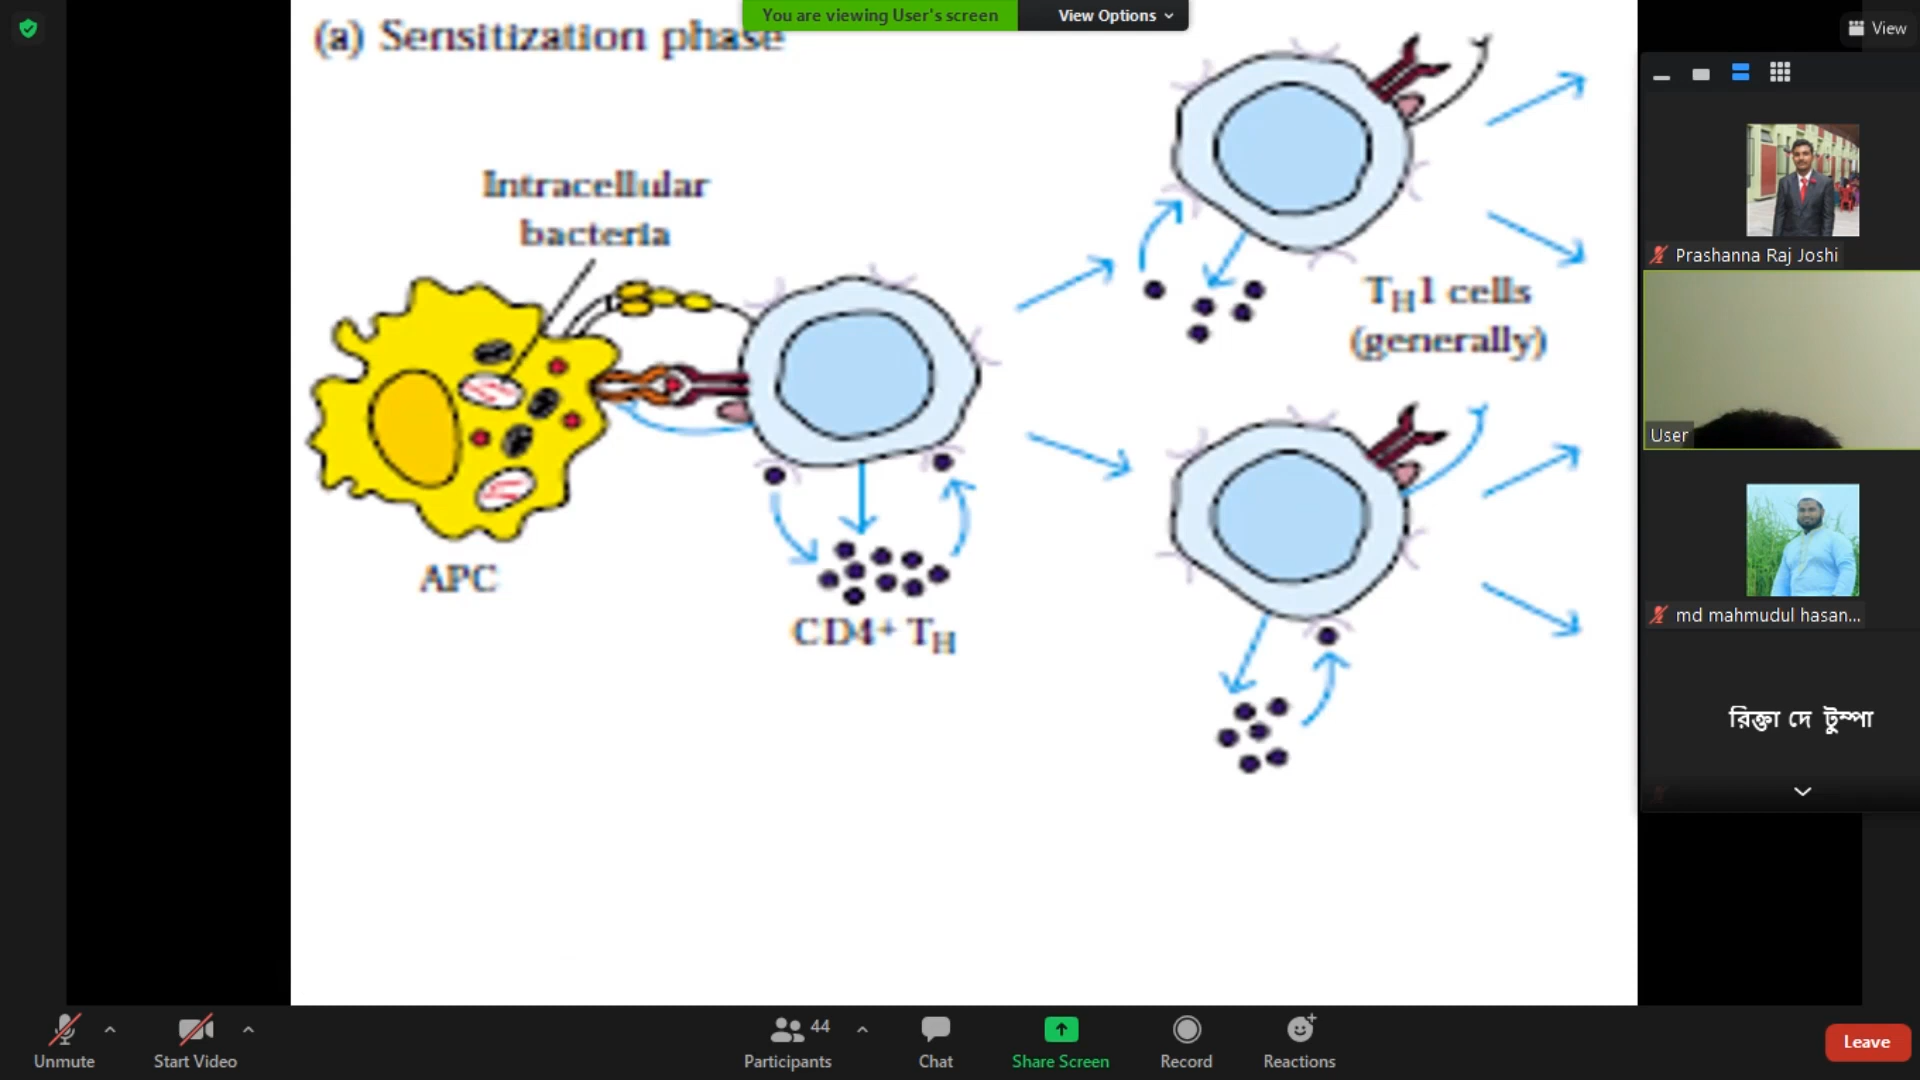 You are viewing User's screen
View Options
View
(a) Sensitization phase
Intracellular
bacteria
APC
CD4+ TH
TH1 cells
(generally)
Prashanna Raj Joshi
User
md mahmudul hasan...
রিক্তা দে টুম্পা
Unmute
Start Video
44
Participants
Chat
Share Screen
Record
Reactions
Leave